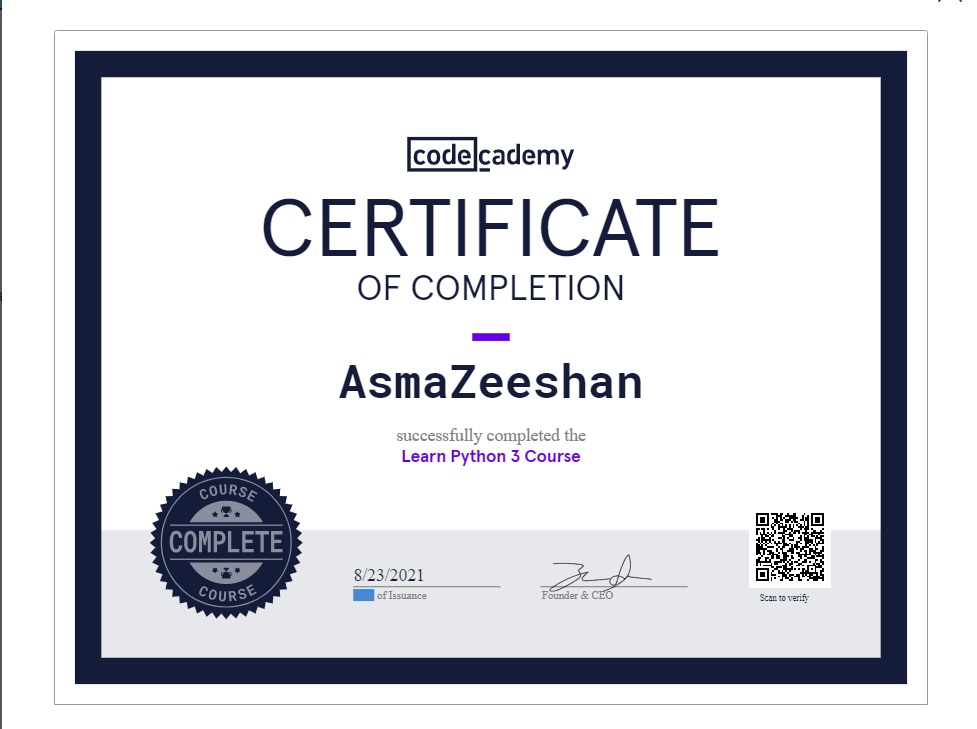 codecademy
CERTIFICATE
OF COMPLETION
AsmaZeeshan
successfully completed the
Learn Python 3 Course
COURSE
COMPLETE
COURSE
8/23/2021
of Issuance
Founder & CEO
Scan to verify